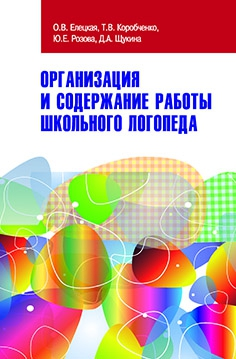 О.В. Елецкая, Т.В. Коробченко,
Ю.Е. Розова, Д.А. Щукина
ОРГАНИЗАЦИЯ
И СОДЕРЖАНИЕ РАБОТЫ
ШКОЛЬНОГО ЛОГОПЕДА